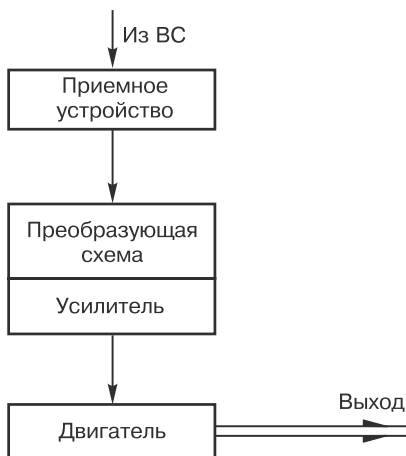 Из ВС
Приемное
устройство
Преобразующая
схема
Усилитель
Выход
Двигатель